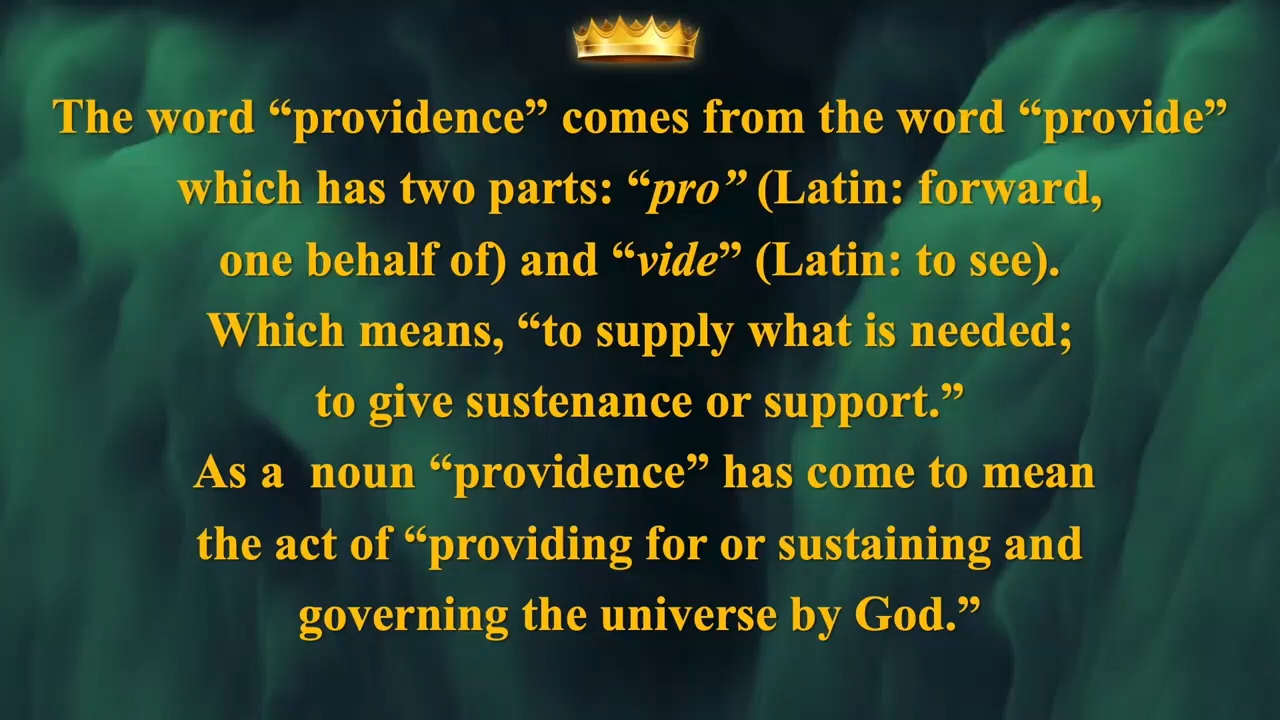 The word “providence” comes from the word “provide”
which has two parts: “pro” (Latin: forward,
one behalf of) and “vide” (Latin: to see).
Which means, “to supply what is needed;
to give sustenance or support.”
As a  noun “providence” has come to mean
the act of “providing for or sustaining and
governing the universe by God.”